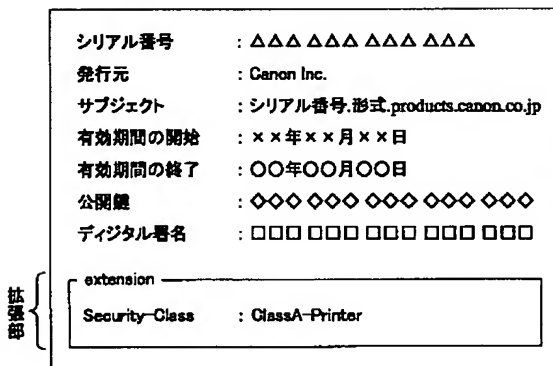 シリアル番号 : △△△ △△△ △△△ △△△
発行元 : Canon Inc.
サブジェクト : シリアル番号.形式.products.canon.co.jp
有効期間の開始 : ××年××月××日
有効期間の終了 : 〇〇年〇〇月〇〇日
公開鍵 : ◇◇◇ ◇◇◇ ◇◇◇ ◇◇◇ ◇◇◇
ディジタル署名 : □□□ □□□ □□□ □□□ □□□
拡張部
extension
Security-Class : ClassA-Printer